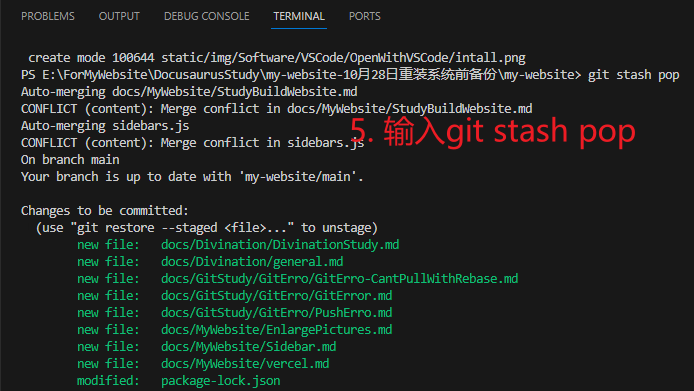 PROBLEMS OUTPUT DEBUG CONSOLE TERMINAL PORTS
create mode 100644 static/img/Software/VSCode/OpenWithVSCode/intall.png
PS E:\ForMyWebsite\DocusaurusStudy\my-website-10月28日重装系统前备份\my-website> git stash pop
Auto-merging docs/MyWebsite/StudyBuildWebsite.md
CONFLICT (content): Merge conflict in docs/MyWebsite/StudyBuildWebsite.md
Auto-merging sidebars.js
CONFLICT (content): Merge conflict in sidebars.js
5. 输入git stash pop
On branch main
Your branch is up to date with 'my-website/main'.
Changes to be committed:
(use "git restore --staged <file>..." to unstage)
new file: docs/Divination/DivinationStudy.md
new file: docs/Divination/general.md
new file: docs/GitStudy/GitErro/GitErro-CantPullWithRebase.md
new file: docs/GitStudy/GitErro/GitError.md
new file: docs/GitStudy/GitErro/PushErro.md
new file: docs/MyWebsite/EnlargePictures.md
new file: docs/MyWebsite/Sidebar.md
new file: docs/MyWebsite/vercel.md
modified: package-lock.json